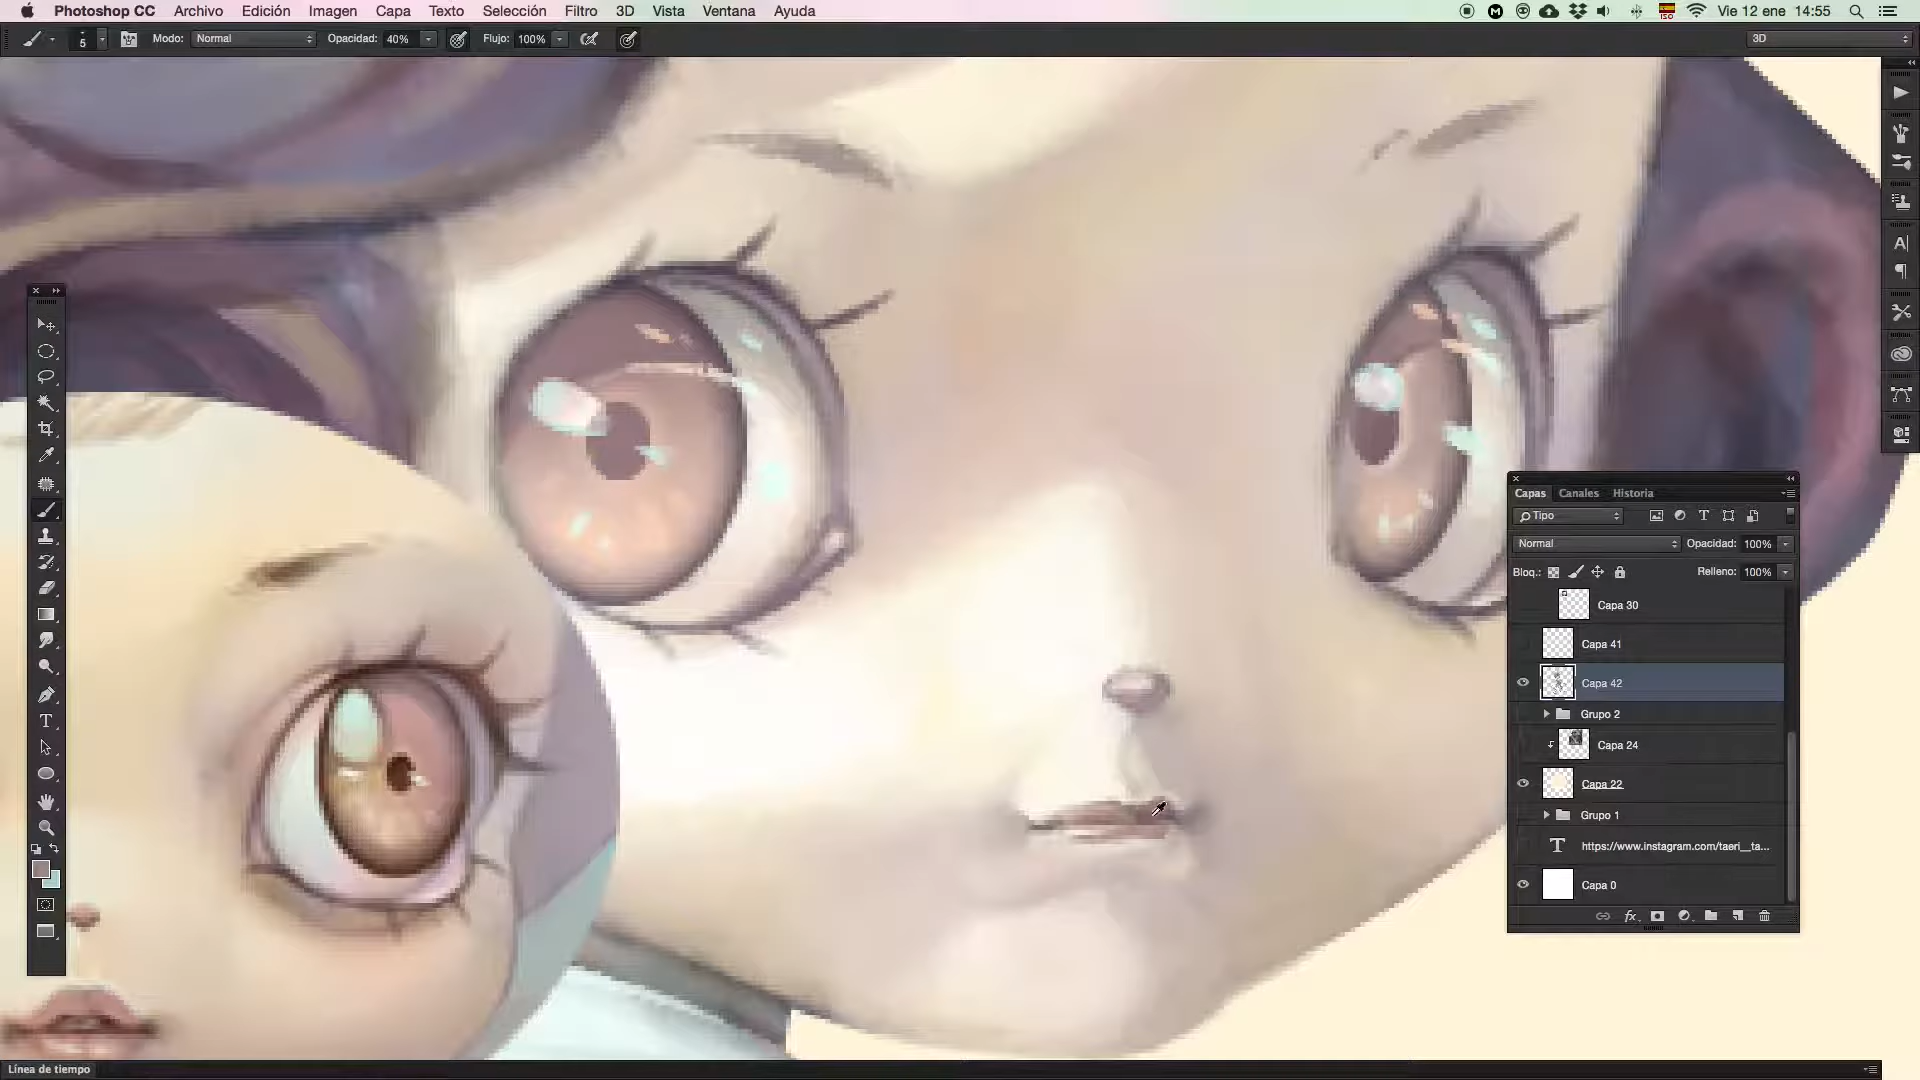 Photoshop CC Archivo Edición Imagen Capa Texto Selección Filtro 3D Vista Ventana Ayuda ISO Vie 12 ene 14:55
5 Modo: Normal Opacidad: 40% Flujo: 100% 3D
Capas Canales Historia
Tipo
Normal Opacidad: 100%
Bloq.: Relleno: 100%
Capa 30
Capa 41
Capa 42
Grupo 2
Capa 24
Capa 22
Grupo 1
https://www.instagram.com/taeri__ta...
Capa 0
Línea de tiempo